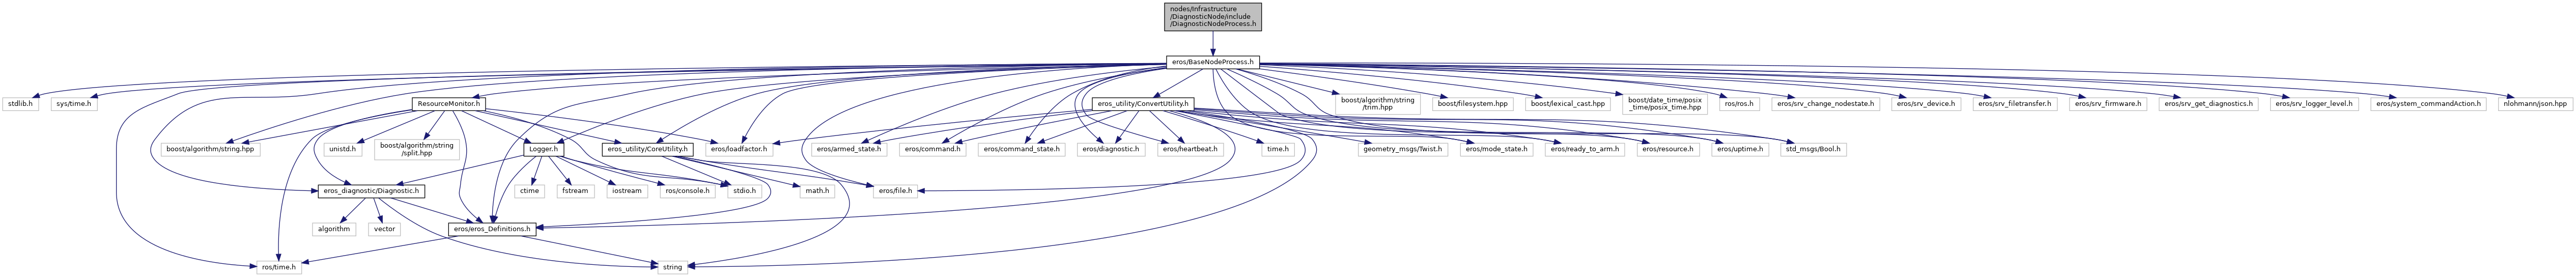 nodes/Infrastructure
/DiagnosticNode/include
/DiagnosticNodeProcess.h
eros/BaseNodeProcess.h
stdlib.h
sys/time.h
ResourceMonitor.h
eros_utility/ConvertUtility.h
boost/algorithm/string
/trim.hpp
boost/filesystem.hpp
boost/lexical_cast.hpp
boost/date_time/posix
_time/posix_time.hpp
ros/ros.h
eros/srv_change_nodestate.h
eros/srv_device.h
eros/srv_filetransfer.h
eros/srv_firmware.h
eros/srv_get_diagnostics.h
eros/srv_logger_level.h
eros/system_commandAction.h
nlohmann/json.hpp
boost/algorithm/string.hpp
unistd.h
boost/algorithm/string
/split.hpp
Logger.h
eros_utility/CoreUtility.h
eros/loadfactor.h
eros/armed_state.h
eros/command.h
eros/command_state.h
eros/diagnostic.h
eros/heartbeat.h
time.h
geometry_msgs/Twist.h
eros/mode_state.h
eros/ready_to_arm.h
eros/resource.h
eros/uptime.h
std_msgs/Bool.h
eros_diagnostic/Diagnostic.h
ctime
fstream
iostream
ros/console.h
stdio.h
math.h
eros/file.h
algorithm
vector
eros/eros_Definitions.h
ros/time.h
string